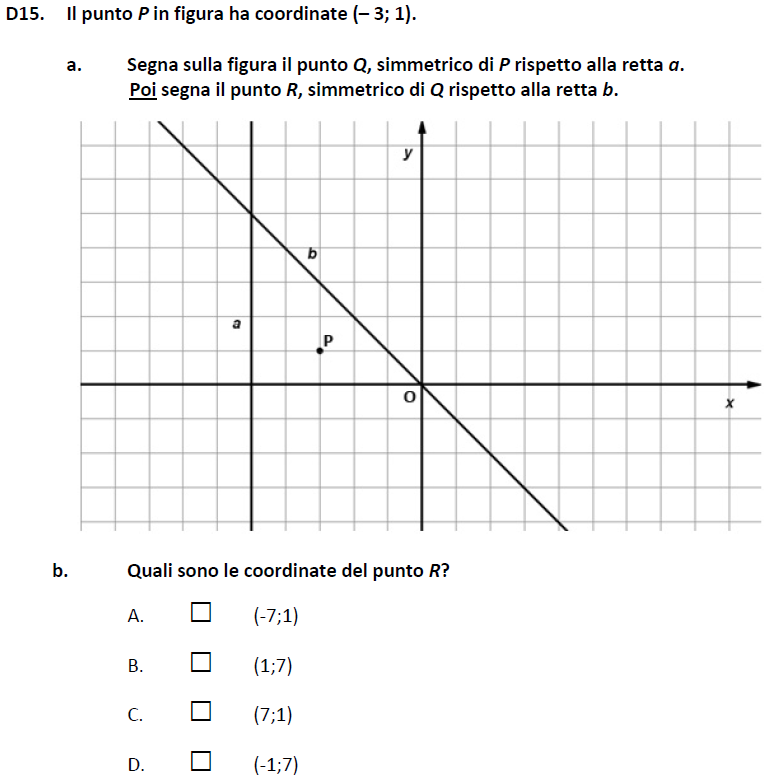 D15. Il punto P in figura ha coordinate (– 3; 1).
a. Segna sulla figura il punto Q, simmetrico di P rispetto alla retta a.
Poi segna il punto R, simmetrico di Q rispetto alla retta b.
y
b
a
P
O
x
b. Quali sono le coordinate del punto R?
A. (-7;1)
B. (1;7)
C. (7;1)
D. (-1;7)